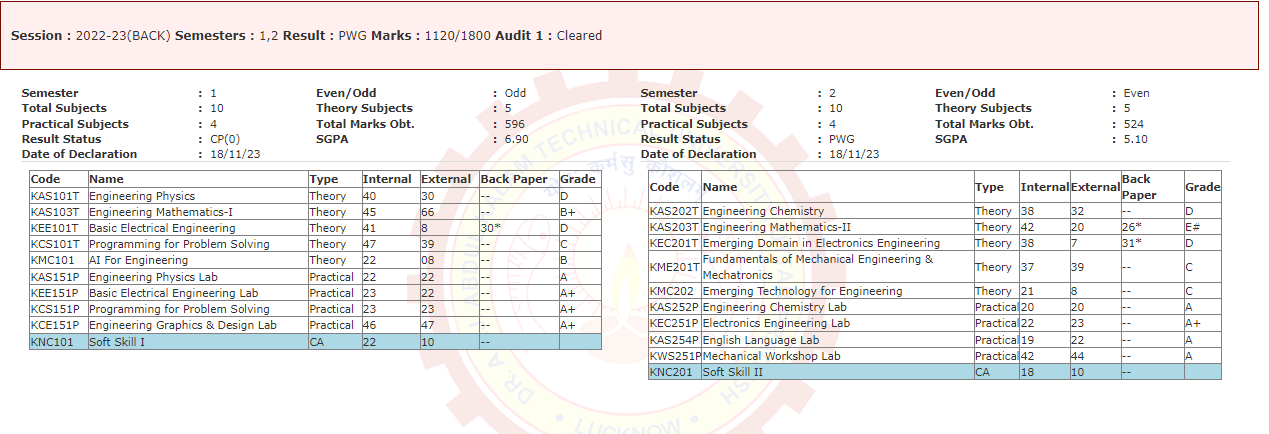 Session : 2022-23(BACK) Semesters : 1,2 Result : PWG Marks : 1120/1800 Audit 1 : Cleared
Semester : 1 Even/Odd : Odd
Total Subjects : 10 Theory Subjects : 5
Practical Subjects : 4 Total Marks Obt. : 596
Result Status : CP(0) SGPA : 6.90
Date of Declaration : 18/11/23
Code Name Type Internal External Back Paper Grade
KAS101T Engineering Physics Theory 40 30 -- D
KAS103T Engineering Mathematics-I Theory 45 66 -- B+
KEE101T Basic Electrical Engineering Theory 41 8 30* D
KCS101T Programming for Problem Solving Theory 47 39 -- C
KMC101 AI For Engineering Theory 22 08 -- B
KAS151P Engineering Physics Lab Practical 22 22 -- A
KEE151P Basic Electrical Engineering Lab Practical 23 22 -- A+
KCS151P Programming for Problem Solving Practical 23 23 -- A+
KCE151P Engineering Graphics & Design Lab Practical 46 47 -- A+
KNC101 Soft Skill I CA 22 10 --
Semester : 2 Even/Odd : Even
Total Subjects : 10 Theory Subjects : 5
Practical Subjects : 4 Total Marks Obt. : 524
Result Status : PWG SGPA : 5.10
Date of Declaration : 18/11/23
Code Name Type Internal External Back Paper Grade
KAS202T Engineering Chemistry Theory 38 32 -- D
KAS203T Engineering Mathematics-II Theory 42 20 26* E#
KEC201T Emerging Domain in Electronics Engineering Theory 38 7 31* D
KME201T Fundamentals of Mechanical Engineering &
Mechatronics Theory 37 39 -- C
KMC202 Emerging Technology for Engineering Theory 21 8 -- C
KAS252P Engineering Chemistry Lab Practical 20 20 -- A
KEC251P Electronics Engineering Lab Practical 22 23 -- A+
KAS254P English Language Lab Practical 19 22 -- A
KWS251P Mechanical Workshop Lab Practical 42 44 -- A
KNC201 Soft Skill II CA 18 10 --
LUCKNOW